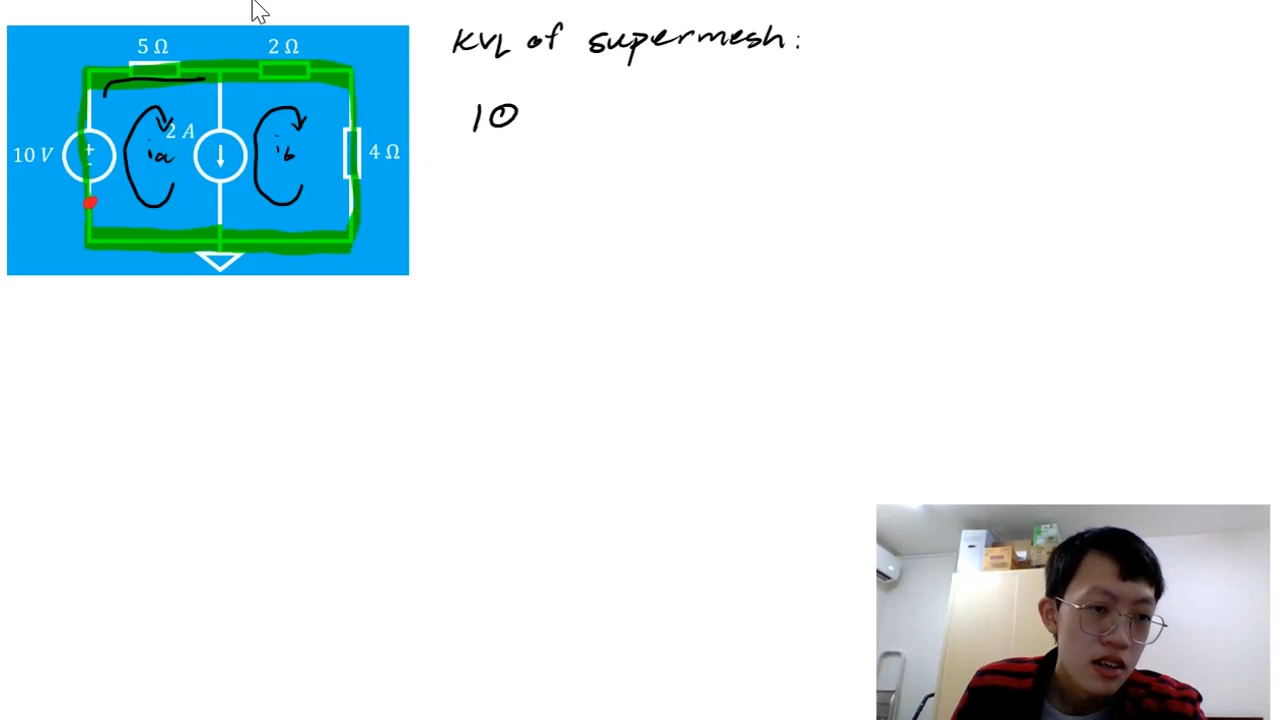 5 Ω
2 Ω
KVL of supermesh:
10
2 A
10 V
+
-
ia
ib
4 Ω